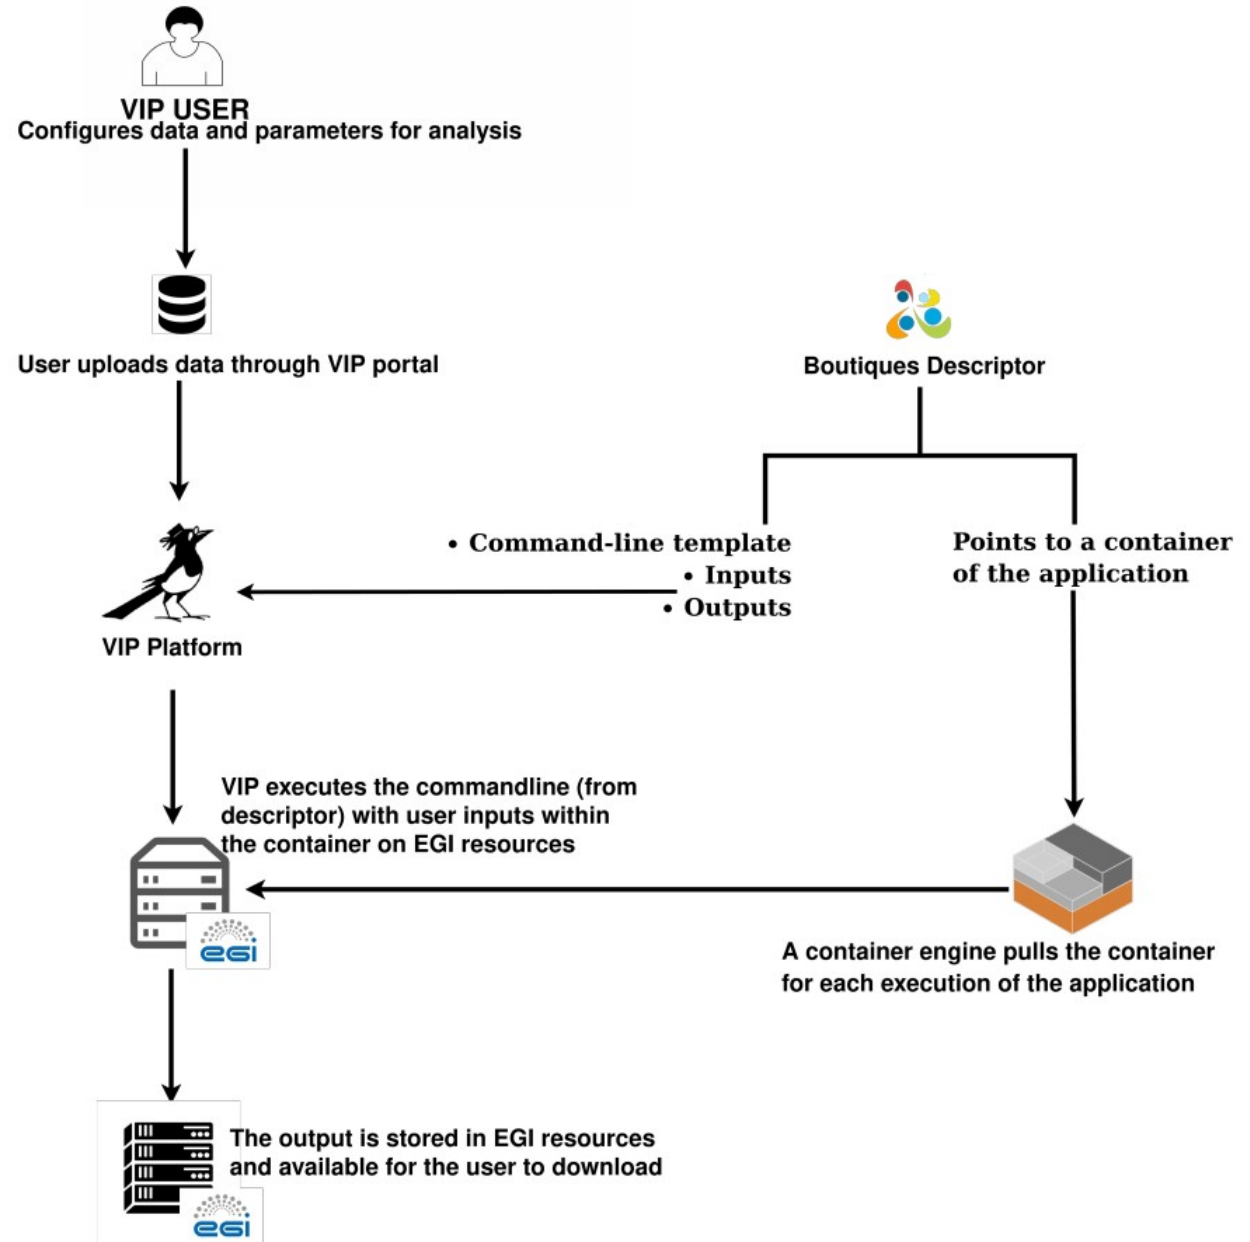 VIP USER
Configures data and parameters for analysis
User uploads data through VIP portal
Boutiques Descriptor
• Command-line template
• Inputs
• Outputs
Points to a container
of the application
VIP Platform
VIP executes the commandline (from
descriptor) with user inputs within
the container on EGI resources
egi
A container engine pulls the container
for each execution of the application
The output is stored in EGI resources
and available for the user to download
egi